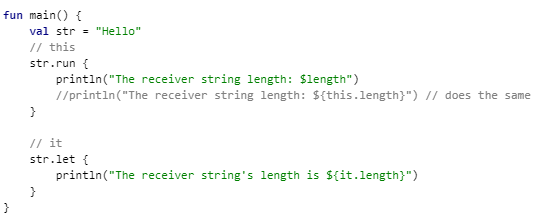 fun main() {
    val str = "Hello"
    // this
    str.run {
        println("The receiver string length: $length")
        //println("The receiver string length: ${this.length}") // does the same
    }

    // it
    str.let {
        println("The receiver string's length is ${it.length}")
    }
}